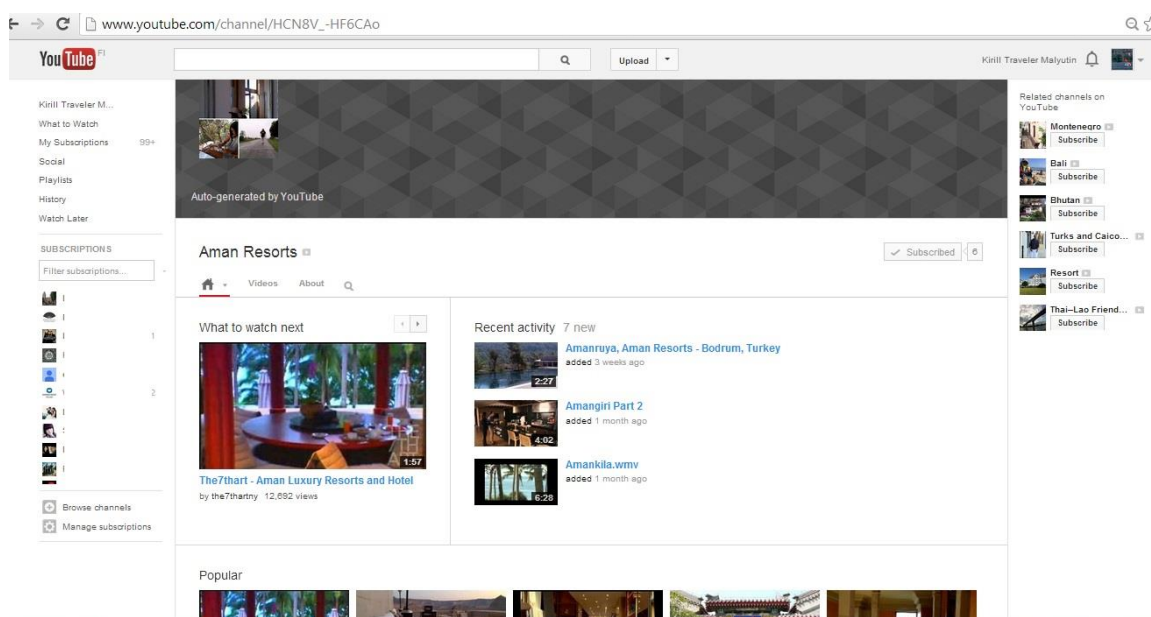 www.youtube.com/channel/HCN8V_-HF6CAo
YouTube FI
Upload
Kirill Traveler Malyutin
Kirill Traveler M...
What to Watch
My Subscriptions 99+
Social
Playlists
History
Watch Later
SUBSCRIPTIONS
Filter subscriptions...
1
2
Browse channels
Manage subscriptions
Auto-generated by YouTube
Aman Resorts
Subscribed 6
Videos About
What to watch next
1:57
The7thart - Aman Luxury Resorts and Hotel
by the7thartny 12,692 views
Recent activity 7 new
Amanruya, Aman Resorts - Bodrum, Turkey
added 3 weeks ago
2:27
Amangiri Part 2
added 1 month ago
4:02
Amankila.wmv
added 1 month ago
6:28
Popular
Related channels on
YouTube
Montenegro
Subscribe
Bali
Subscribe
Bhutan
Subscribe
Turks and Caico...
Subscribe
Resort
Subscribe
Thai–Lao Friend...
Subscribe